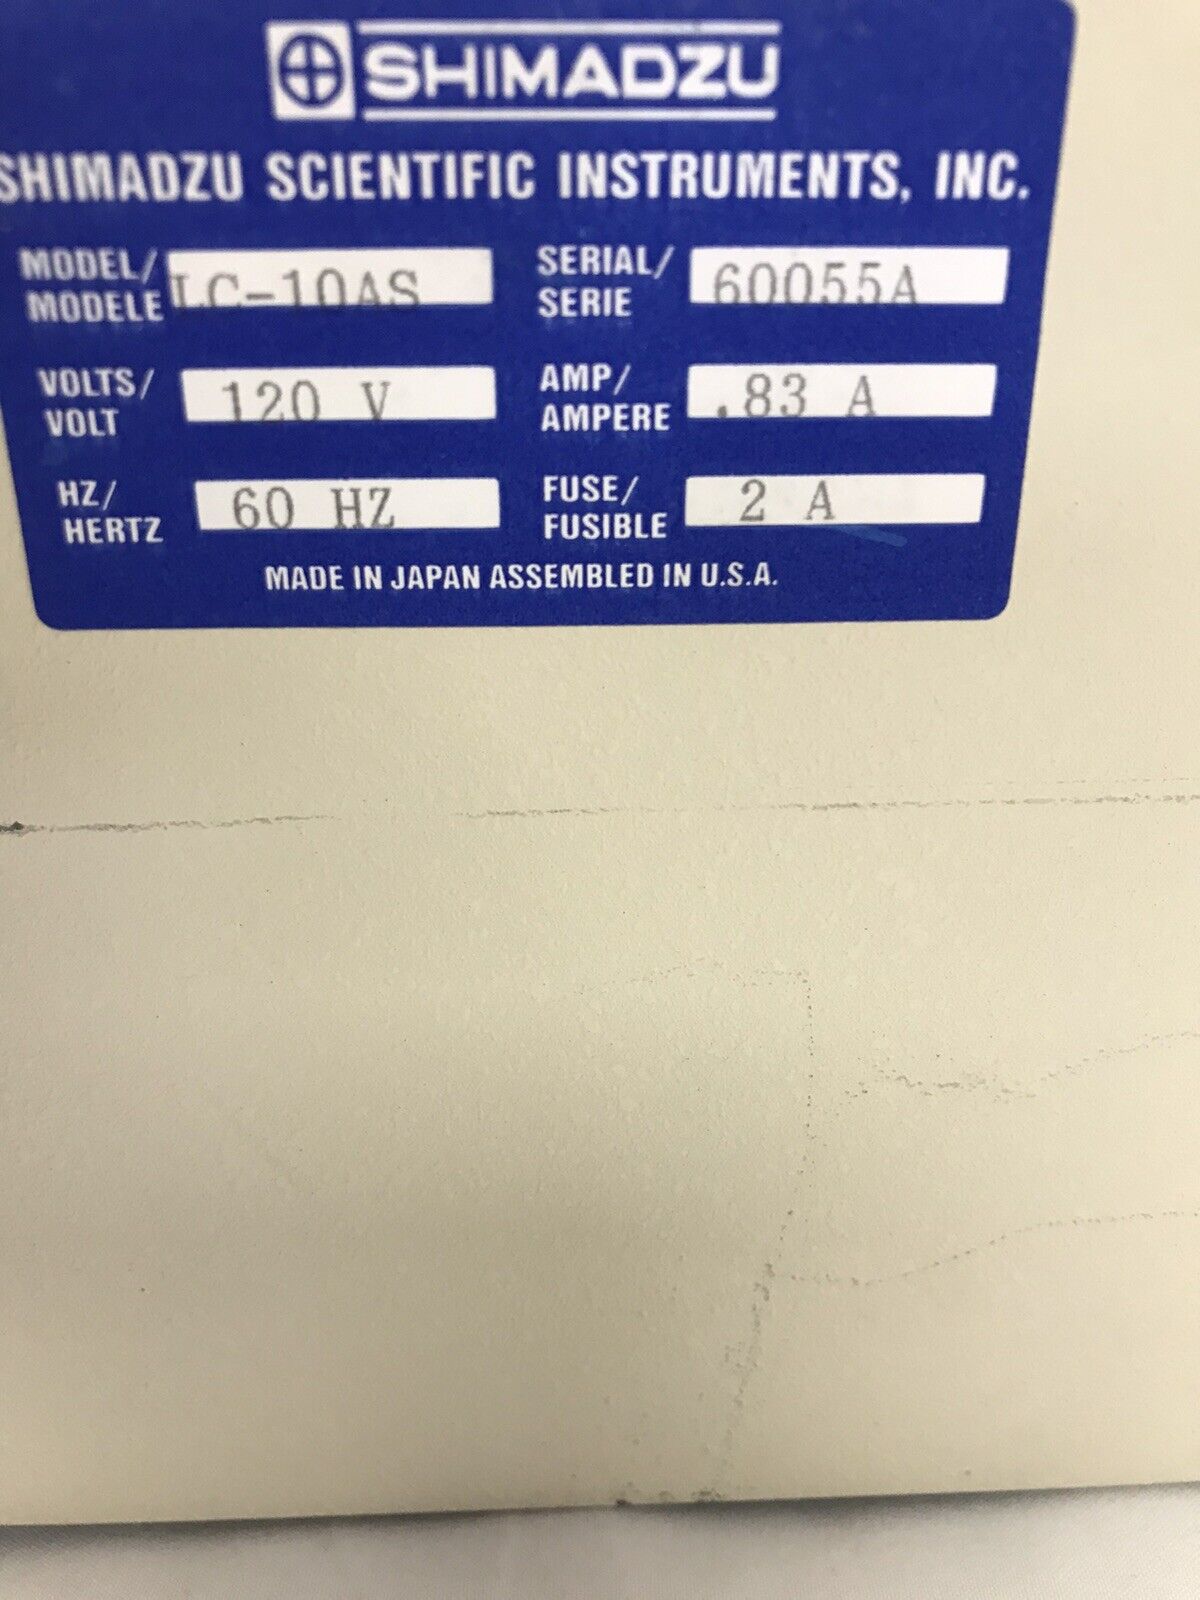 SHIMADZU
SHIMADZU SCIENTIFIC INSTRUMENTS, INC.
MODEL/ MODELE LC-10AS SERIAL/ SERIE 60055A
VOLTS/ VOLT 120 V AMP/ AMPERE .83 A
HZ/ HERTZ 60 HZ FUSE/ FUSIBLE 2 A
MADE IN JAPAN ASSEMBLED IN U.S.A.